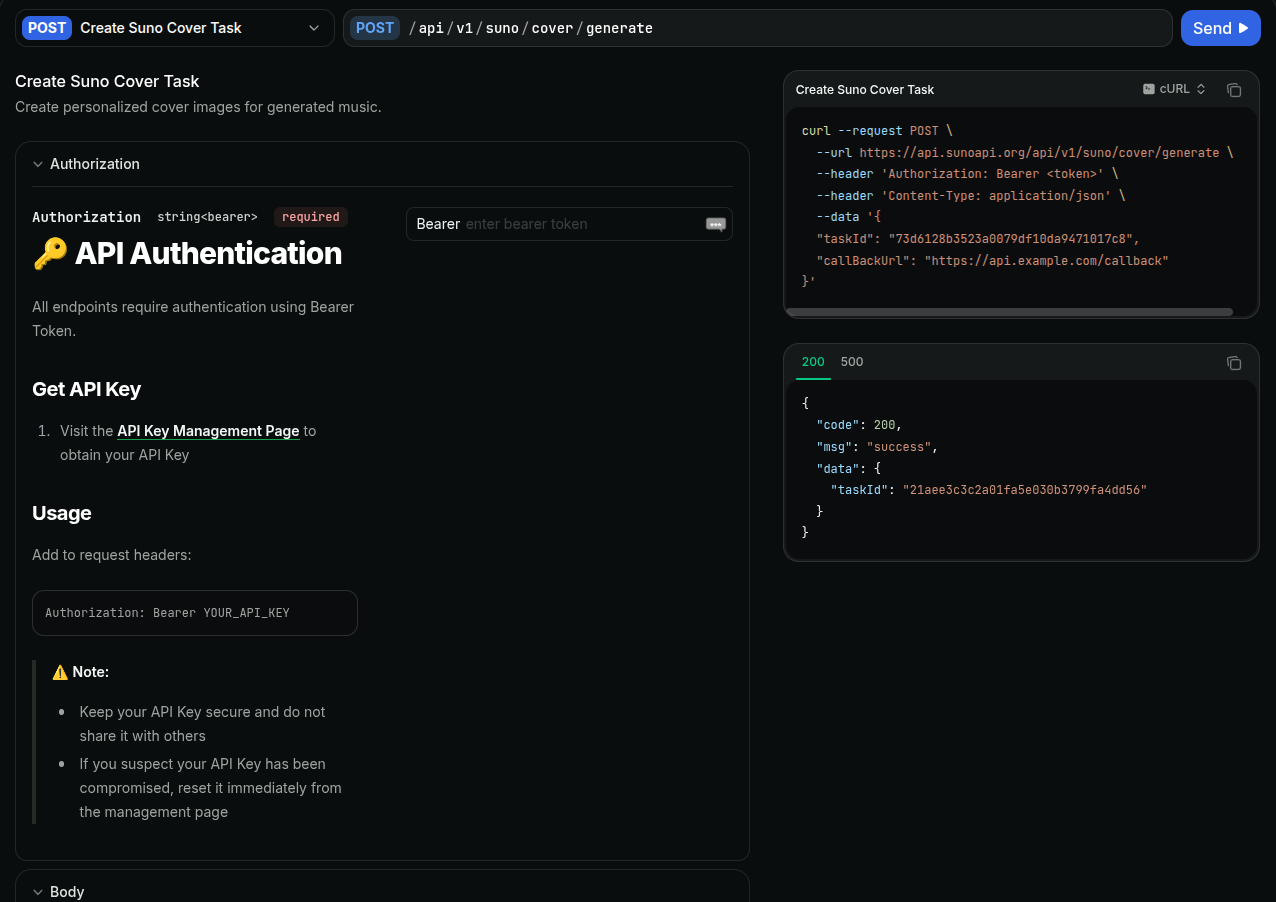 POST Create Suno Cover Task
POST /api/v1/suno/cover/generate
Send
Create Suno Cover Task
Create personalized cover images for generated music.
Authorization
Authorization string<bearer> required
Bearer enter bearer token
🔑 API Authentication
All endpoints require authentication using Bearer
Token.
Get API Key
1. Visit the API Key Management Page to
obtain your API Key
Usage
Add to request headers:
Authorization: Bearer YOUR_API_KEY
⚠️ Note:
• Keep your API Key secure and do not
share it with others
• If you suspect your API Key has been
compromised, reset it immediately from
the management page
Body
Create Suno Cover Task
cURL
curl --request POST \
--url https://api.sunoapi.org/api/v1/suno/cover/generate \
--header 'Authorization: Bearer <token>' \
--header 'Content-Type: application/json' \
--data '{
"taskId": "73d6128b3523a0079df10da9471017c8",
"callBackUrl": "https://api.example.com/callback"
}'
200 500
{
"code": 200,
"msg": "success",
"data": {
"taskId": "21aee3c3c2a01fa5e030b3799fa4dd56"
}
}